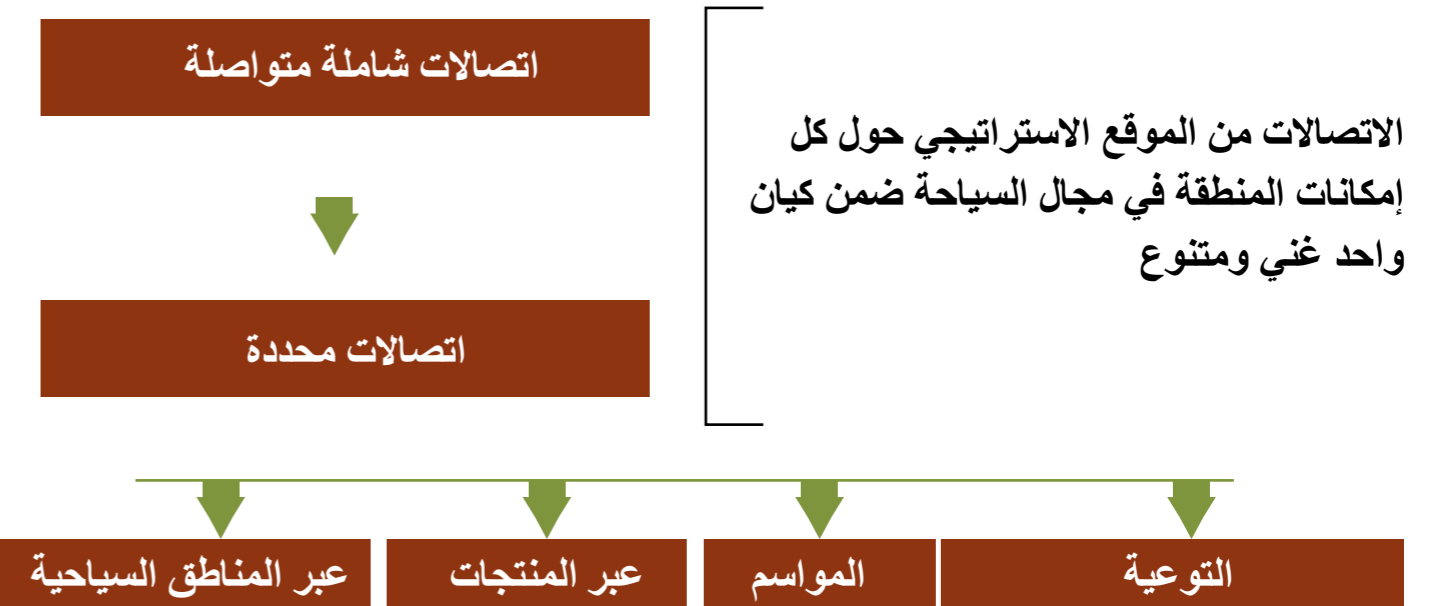 اتصالات شاملة متواصلة
الاتصالات من الموقع الاستراتيجي حول كل
إمكانات المنطقة في مجال السياحة ضمن كيان
واحد غني ومتنوع
اتصالات محددة
التوعية
المواسم
عبر المنتجات
عبر المناطق السياحية